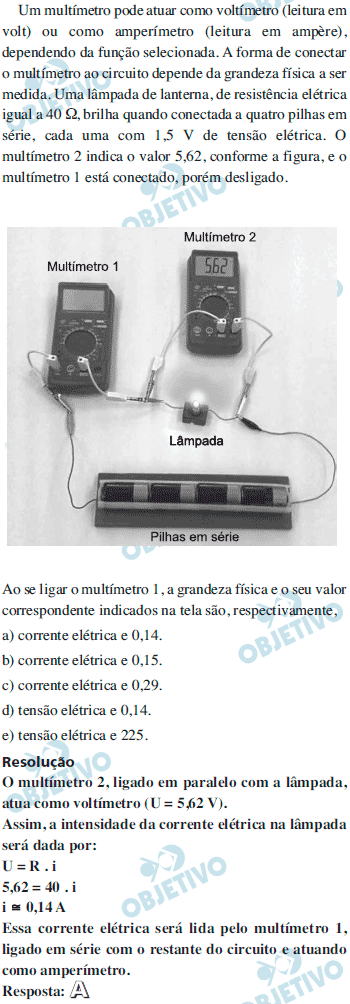 Um multímetro pode atuar como voltímetro (leitura em
volt) ou como amperímetro (leitura em ampère),
dependendo da função selecionada. A forma de conectar
o multímetro ao circuito depende da grandeza física a ser
medida. Uma lâmpada de lanterna, de resistência elétrica
igual a 40 Ω, brilha quando conectada a quatro pilhas em
série, cada uma com 1,5 V de tensão elétrica. O
multímetro 2 indica o valor 5,62, conforme a figura, e o
multímetro 1 está conectado, porém desligado.
Multímetro 2
Multímetro 1
5.62
Lâmpada
Pilhas em série
Ao se ligar o multímetro 1, a grandeza física e o seu valor
correspondente indicados na tela são, respectivamente,
a) corrente elétrica e 0,14.
b) corrente elétrica e 0,15.
c) corrente elétrica e 0,29.
d) tensão elétrica e 0,14.
e) tensão elétrica e 225.
Resolução
O multímetro 2, ligado em paralelo com a lâmpada,
atua como voltímetro (U = 5,62 V).
Assim, a intensidade da corrente elétrica na lâmpada
será dada por:
U = R . i
5,62 = 40 . i
i ≅ 0,14 A
Essa corrente elétrica será lida pelo multímetro 1,
ligado em série com o restante do circuito e atuando
como amperímetro.
Resposta: A
OBJETIVO
OBJETIVO
OBJETIVO
OBJETIVO
OBJETIVO